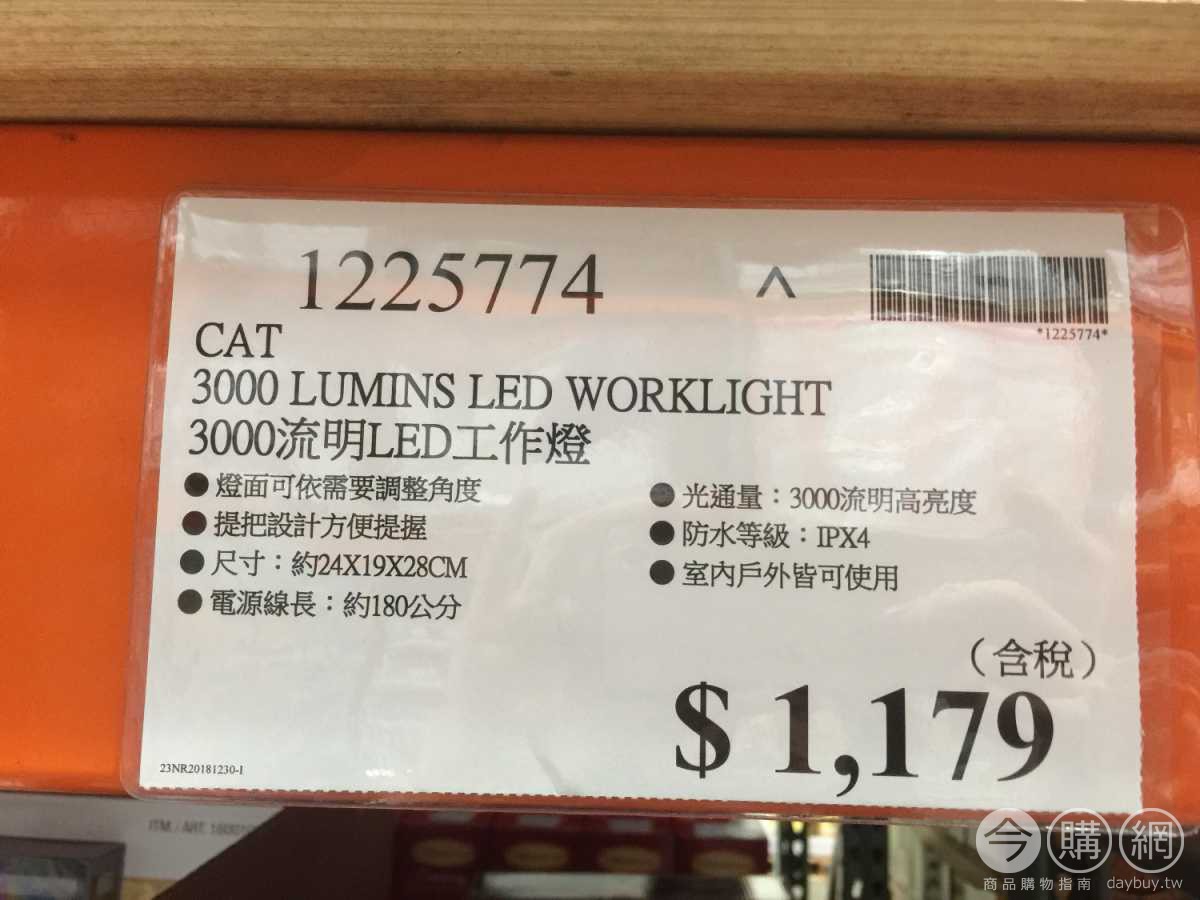 1225774
^
*1225774*
CAT
3000 LUMINS LED WORKLIGHT
3000流明LED工作燈
● 燈面可依需要調整角度
● 提把設計方便提握
● 尺寸：約24X19X28CM
● 電源線長：約180公分
● 光通量：3000流明高亮度
● 防水等級：IPX4
● 室內戶外皆可使用
（含稅）
$ 1,179
23NR20181230-1
ITM. / ART.
今購網
商品購物指南 daybuy.tw